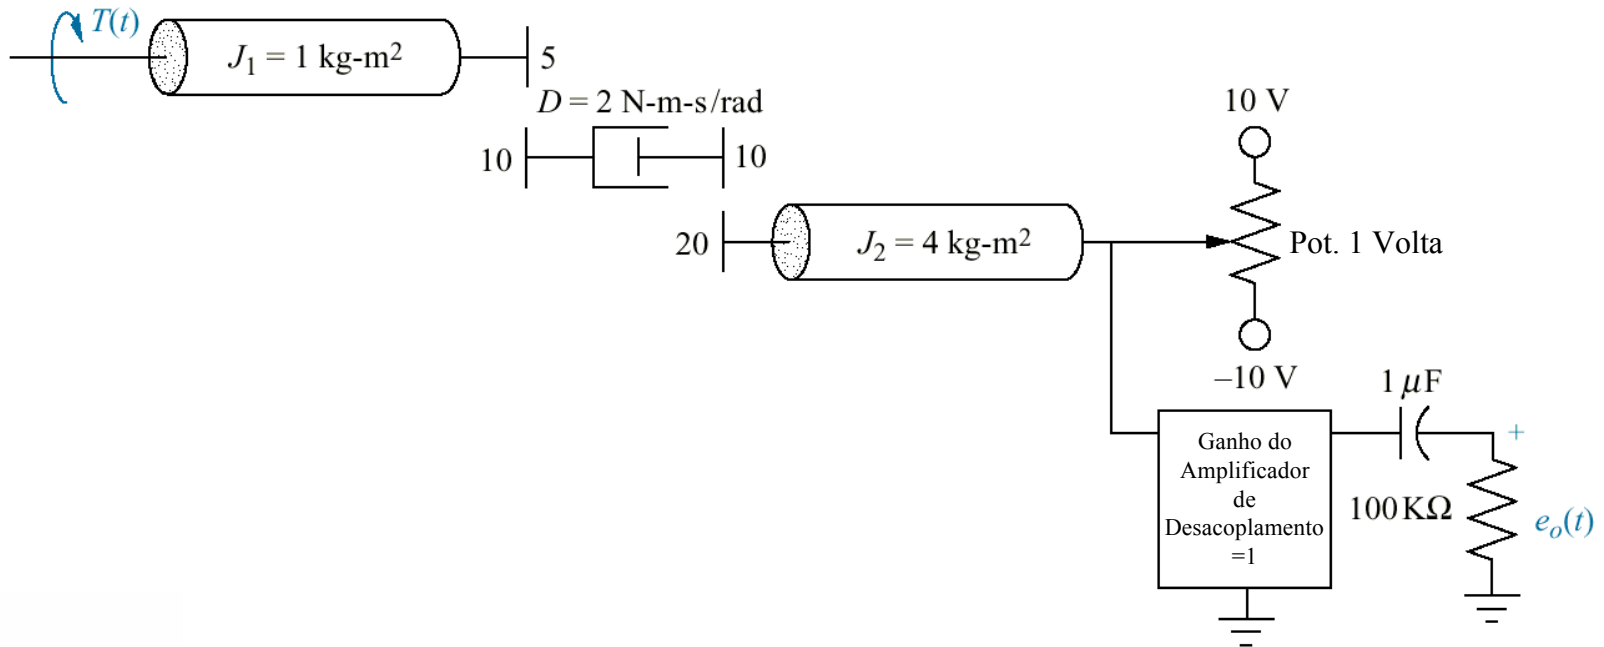 T(t)
J₁ = 1 kg-m²
5
D = 2 N-m-s/rad
10
10
20
J₂ = 4 kg-m²
10 V
Pot. 1 Volta
–10 V
1 μF
Ganho do
Amplificador
de
Desacoplamento
=1
100 KΩ
+
eₒ(t)